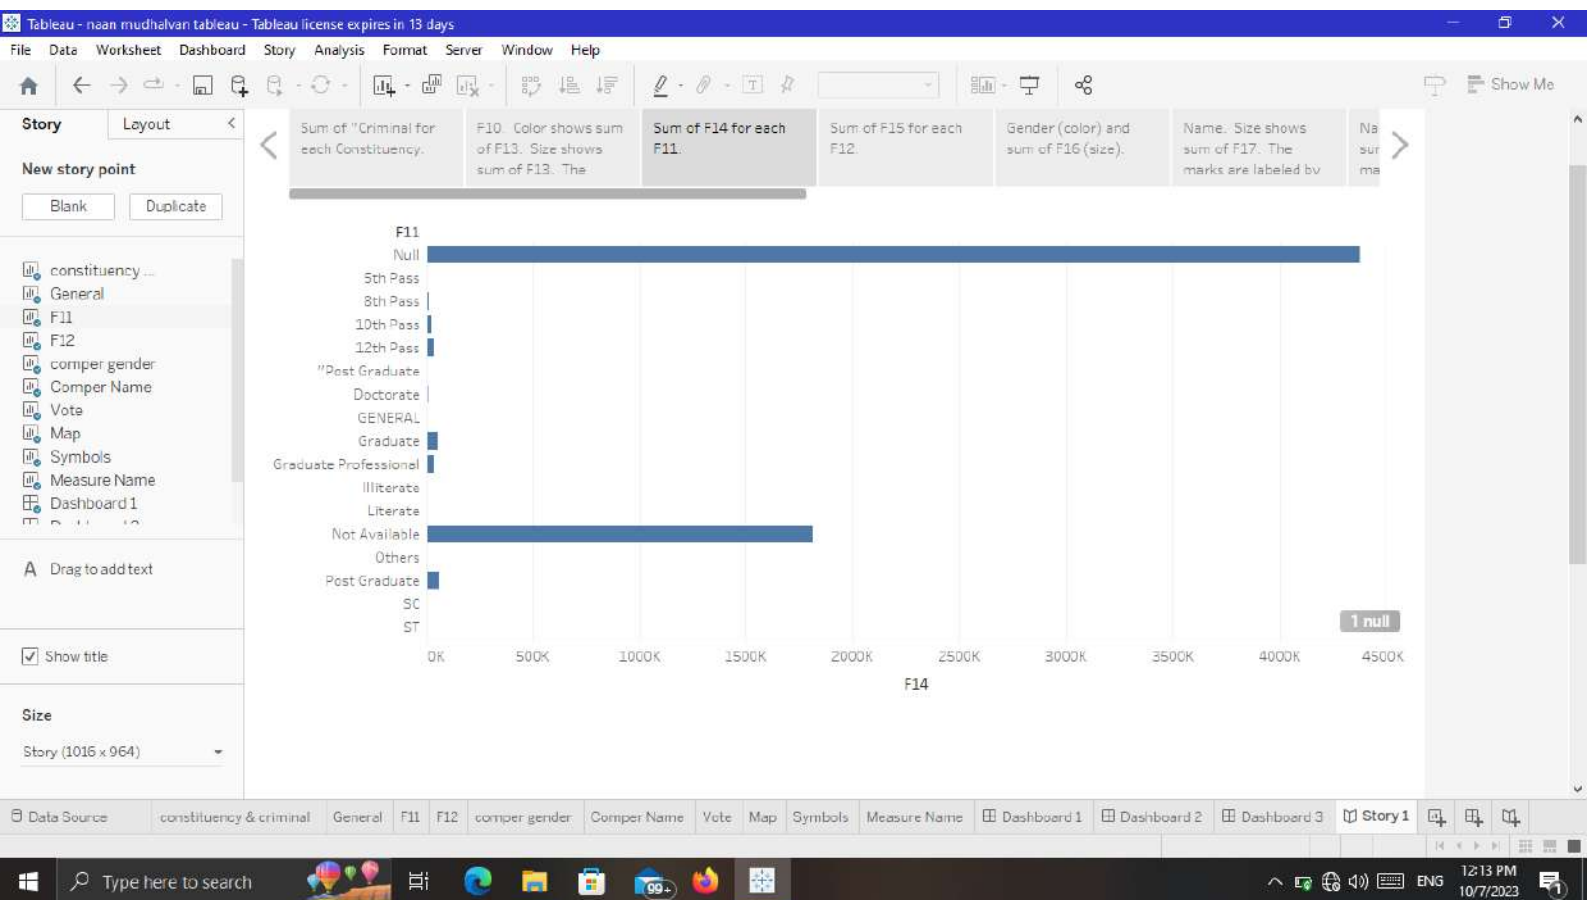 Tableau - naan mudhalvan tableau - Tableau license expires in 13 days
File Data Worksheet Dashboard Story Analysis Format Server Window Help
Show Me
Story Layout
New story point
Blank Duplicate
constituency ...
General
F11
F12
comper gender
Comper Name
Vote
Map
Symbols
Measure Name
Dashboard 1
A Drag to add text
Show title
Size
Story (1016 x 964)
Sum of "Criminal for
each Constituency.
F10. Color shows sum
of F13. Size shows
sum of F13. The
Sum of F14 for each
F11.
Sum of F15 for each
F12.
Gender (color) and
sum of F16 (size).
Name. Size shows
sum of F17. The
marks are labeled by
Na
sur
ma
F11
Null
5th Pass
8th Pass
10th Pass
12th Pass
"Post Graduate
Doctorate
GENERAL
Graduate
Graduate Professional
Illiterate
Literate
Not Available
Others
Post Graduate
SC
ST
1 null
0K 500K 1000K 1500K 2000K 2500K 3000K 3500K 4000K 4500K
F14
Data Source constituency & criminal General F11 F12 comper gender Comper Name Vote Map Symbols Measure Name Dashboard 1 Dashboard 2 Dashboard 3 Story 1
Type here to search
99+
ENG
12:13 PM
10/7/2023
1